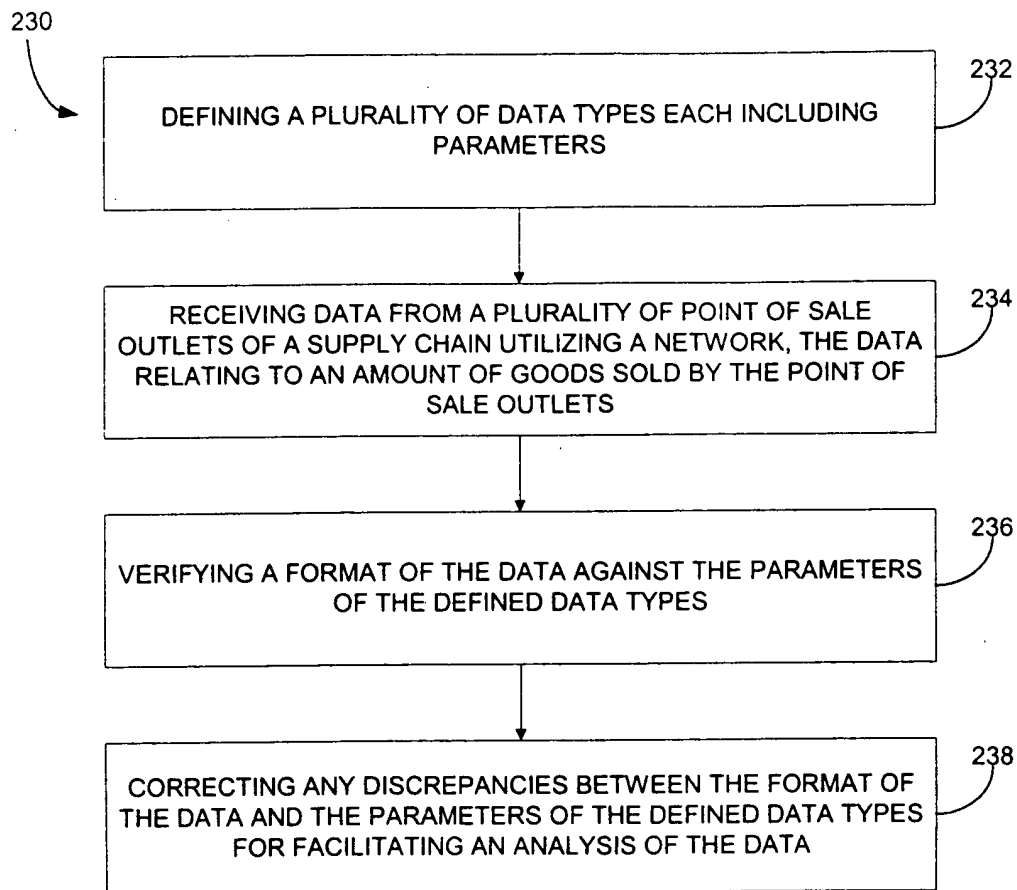 230
232
DEFINING A PLURALITY OF DATA TYPES EACH INCLUDING
PARAMETERS
234
RECEIVING DATA FROM A PLURALITY OF POINT OF SALE
OUTLETS OF A SUPPLY CHAIN UTILIZING A NETWORK, THE DATA
RELATING TO AN AMOUNT OF GOODS SOLD BY THE POINT OF
SALE OUTLETS
236
VERIFYING A FORMAT OF THE DATA AGAINST THE PARAMETERS
OF THE DEFINED DATA TYPES
238
CORRECTING ANY DISCREPANCIES BETWEEN THE FORMAT OF
THE DATA AND THE PARAMETERS OF THE DEFINED DATA TYPES
FOR FACILITATING AN ANALYSIS OF THE DATA